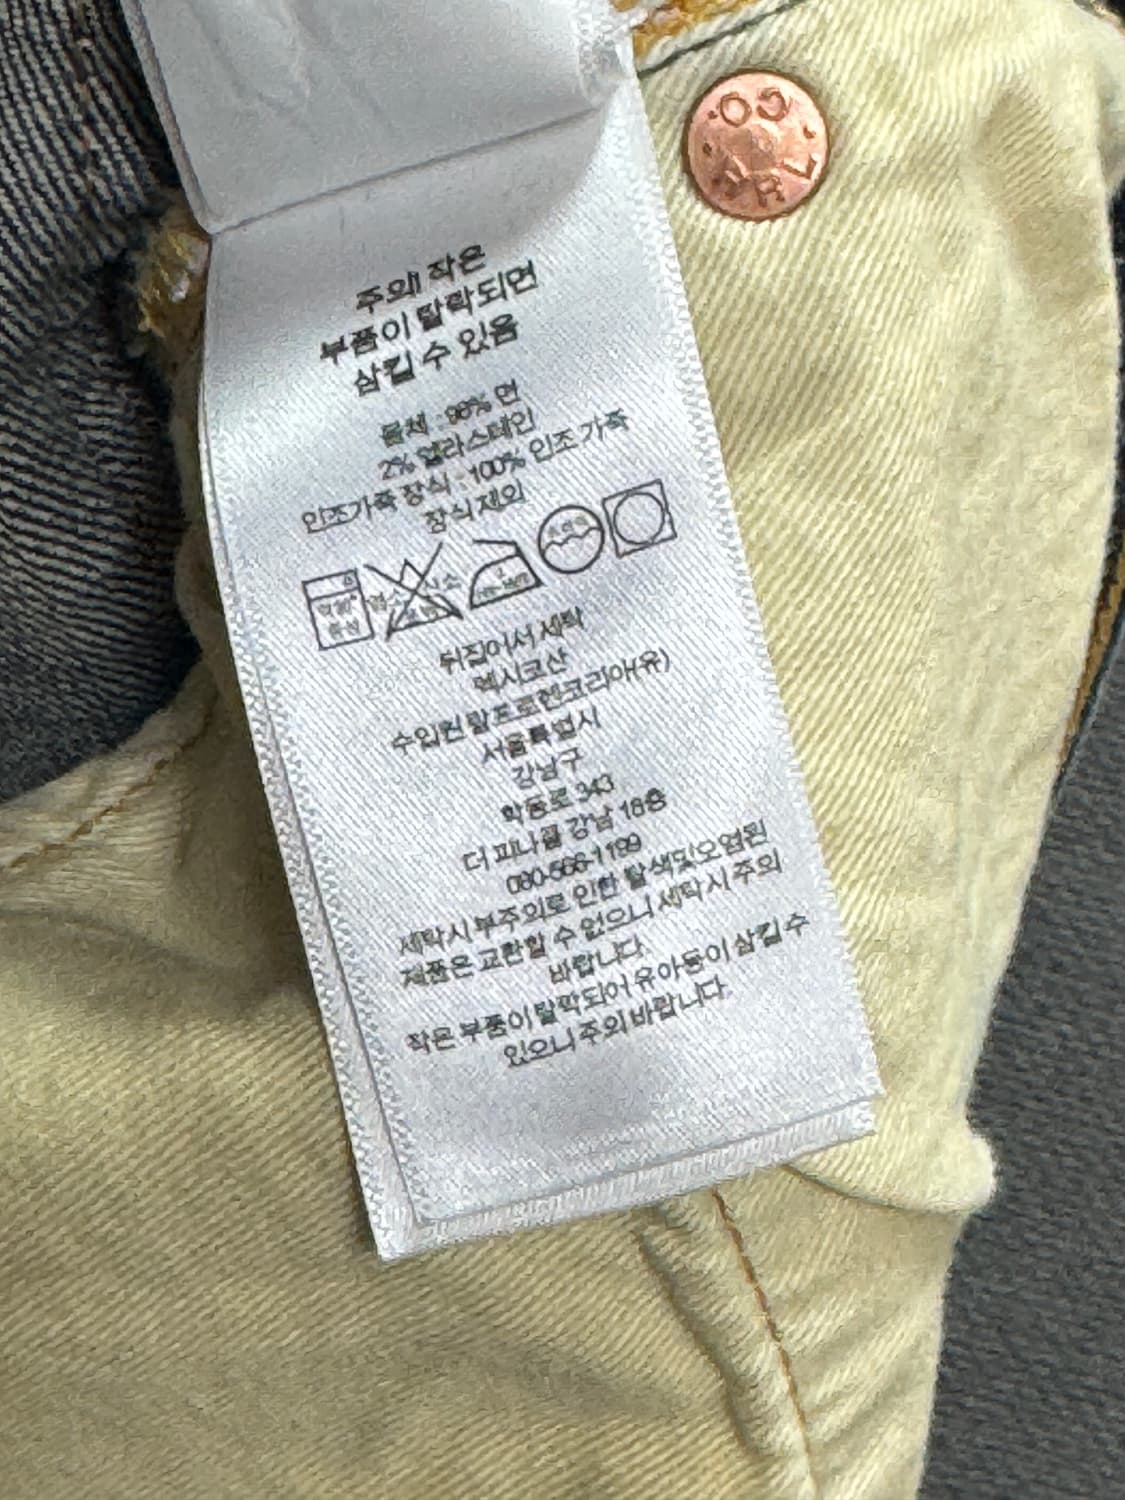 주의! 작은
부품이 탈락되면
삼킬 수 있음
몸체 : 98% 면
2% 엘라스테인
인조가죽 장식 : 100% 인조 가죽
장식 제외
뒤집어서 세탁
멕시코산
수입원 랄프로렌코리아(유)
서울특별시
강남구
학동로 343
더 피나클 강남 18층
080-566-1199
세탁시 부주의로 인한 탈색및오염된
제품은 교환할 수 없으니 세탁시 주의
바랍니다.
작은 부품이 탈락되어 유아동이 삼킬 수
있으니 주의 바랍니다.